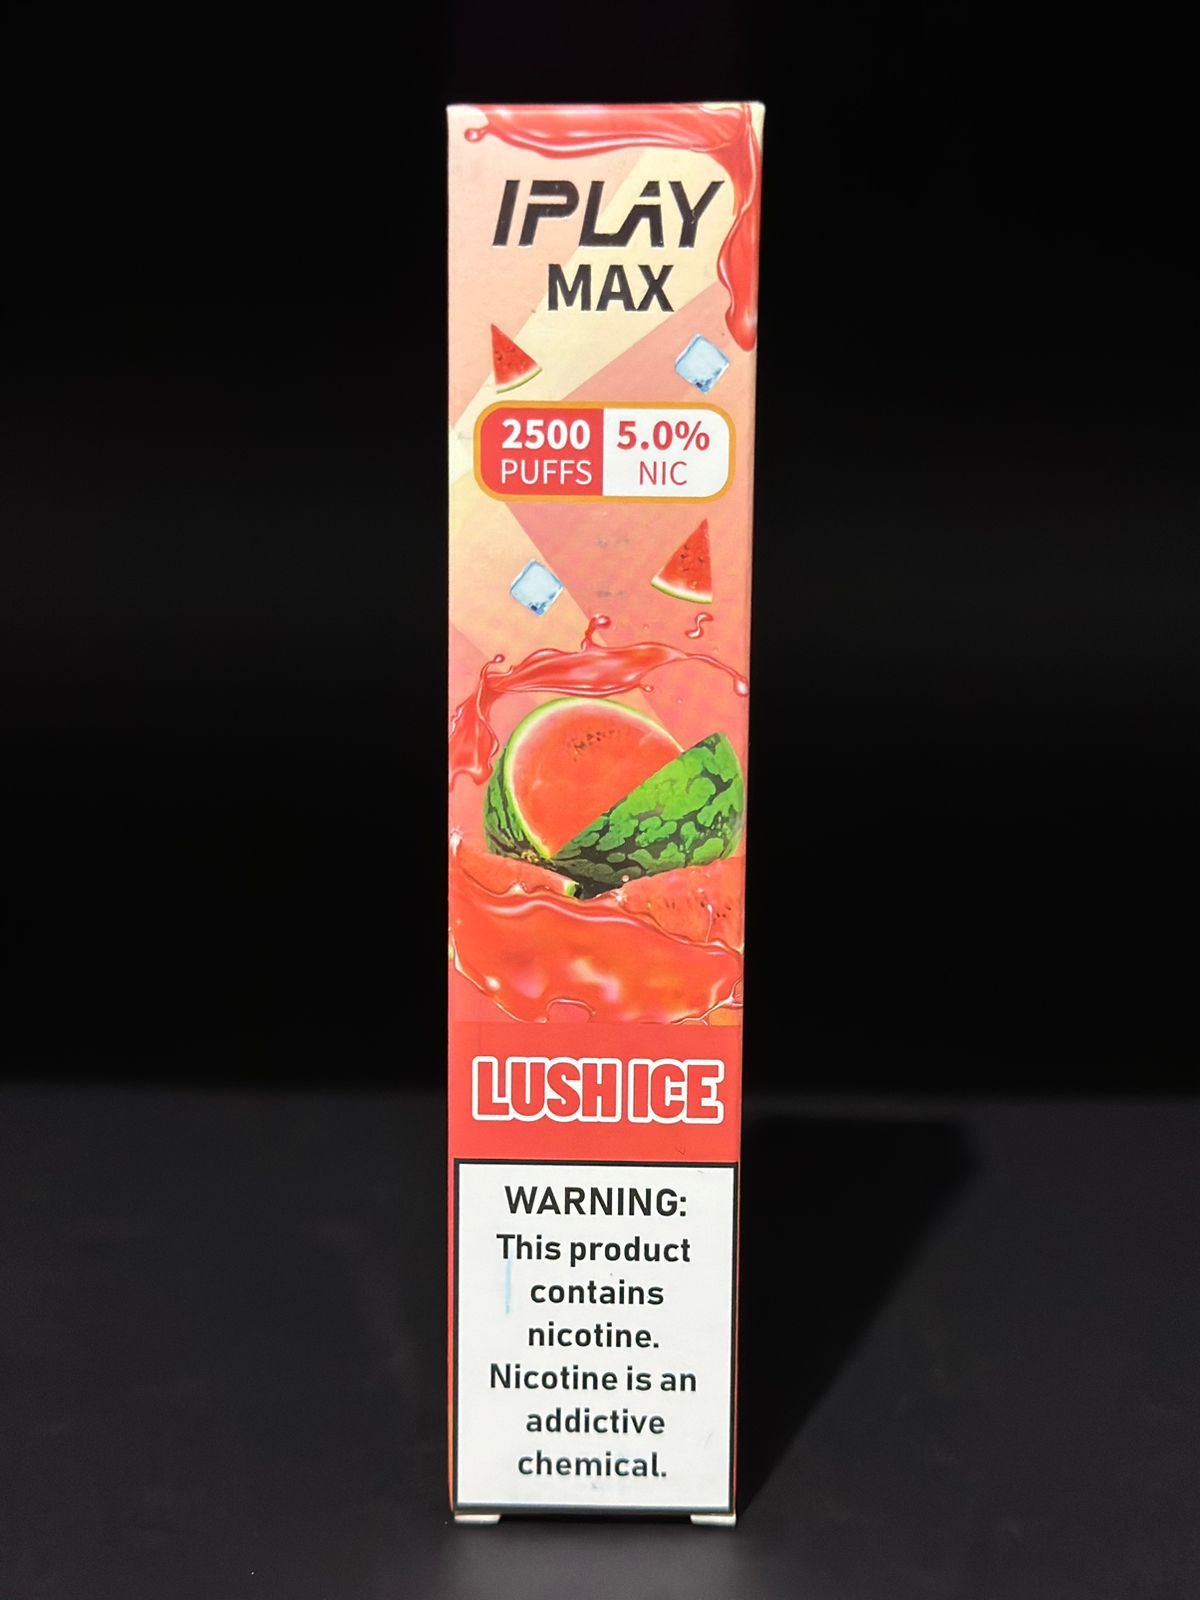 IPLAY
MAX
2500 5.0%
PUFFS NIC
LUSH ICE
WARNING:
This product
contains
nicotine.
Nicotine is an
addictive
chemical.